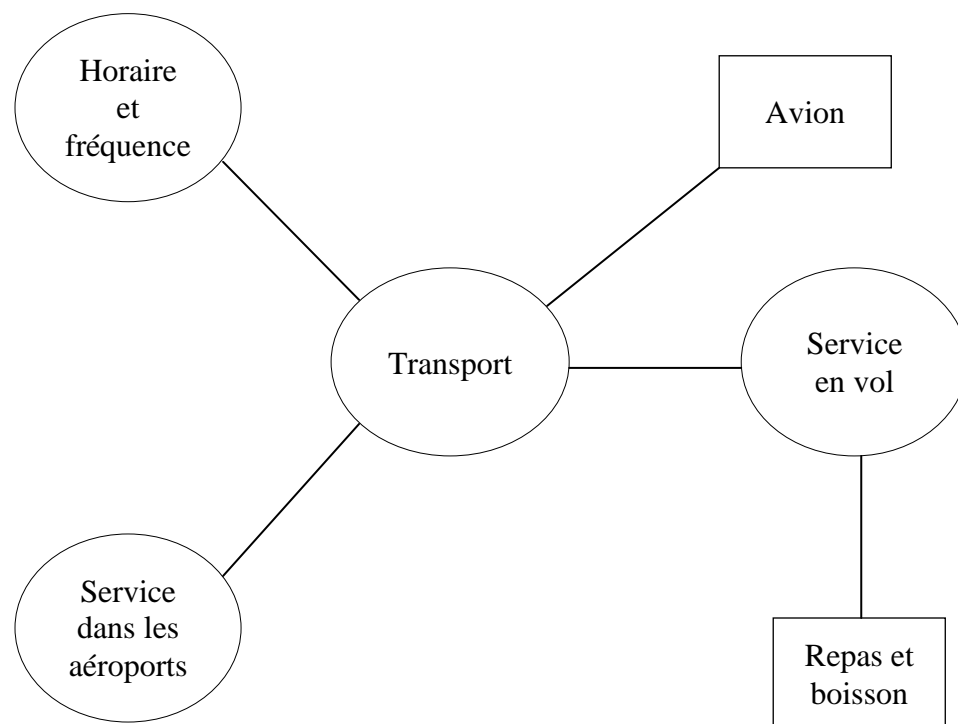 Horaire
et
fréquence
Avion
Transport
Service
en vol
Service
dans les
aéroports
Repas et
boisson